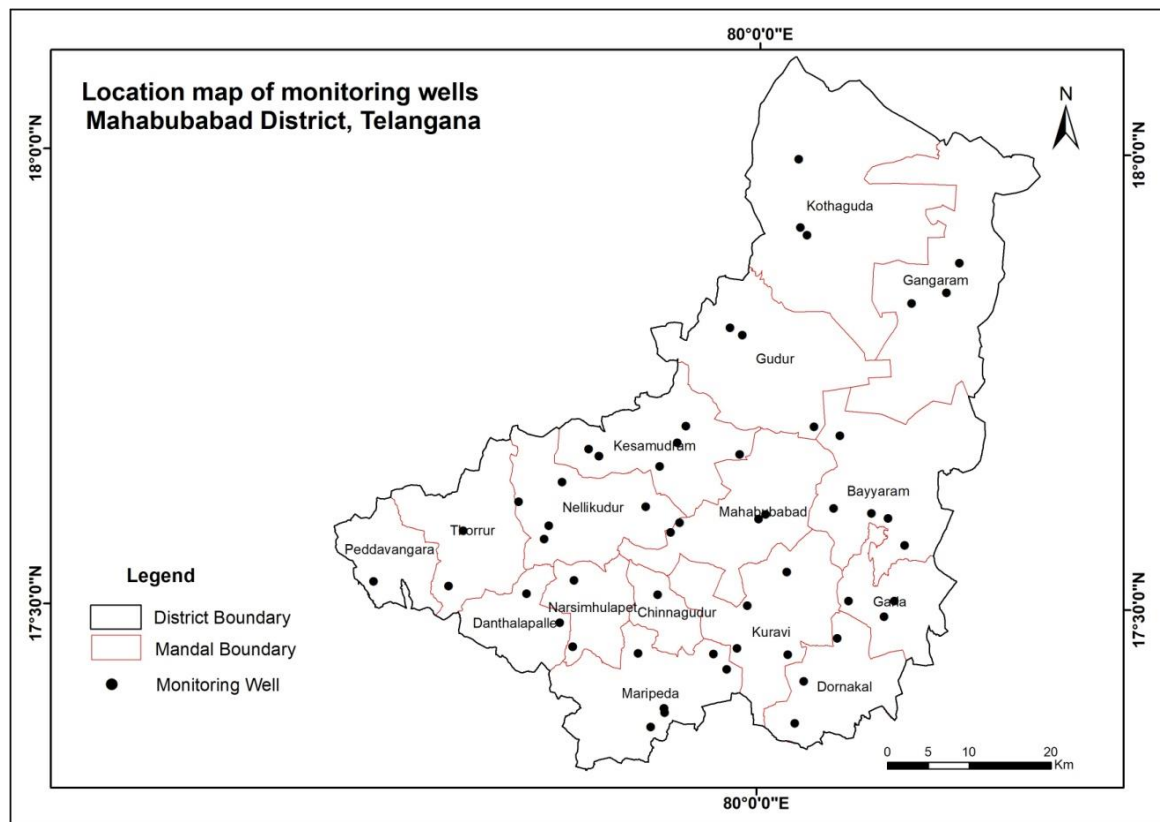 80°0'0"E
Location map of monitoring wells
Mahabubabad District, Telangana
N
18°0'0"N
18°0'0"N
Kothaguda
Gangaram
Gudur
Kesamudram
Bayyaram
Nellikudur
Mahabubabad
Thorrur
Peddavangara
Legend
17°30'0"N
17°30'0"N
Garla
Narsimhulapet
Chinnagudur
District Boundary
Danthalapalle
Kuravi
Mandal Boundary
Monitoring Well
Maripeda
Dornakal
0 5 10 20
Km
80°0'0"E